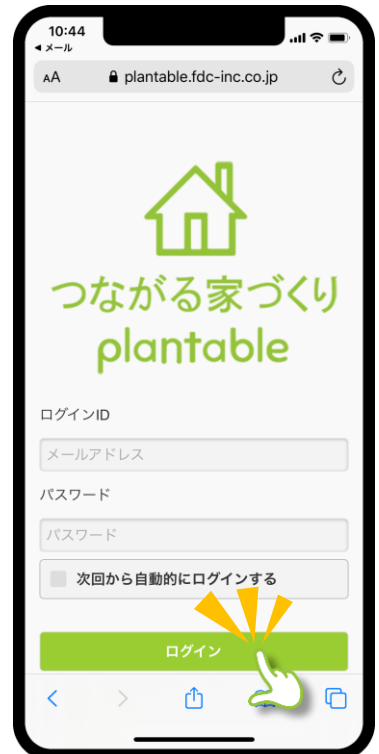 10:44
◀ メール
AA plantable.fdc-inc.co.jp
つながる家づくり
plantable
ログインID
メールアドレス
パスワード
パスワード
次回から自動的にログインする
ログイン